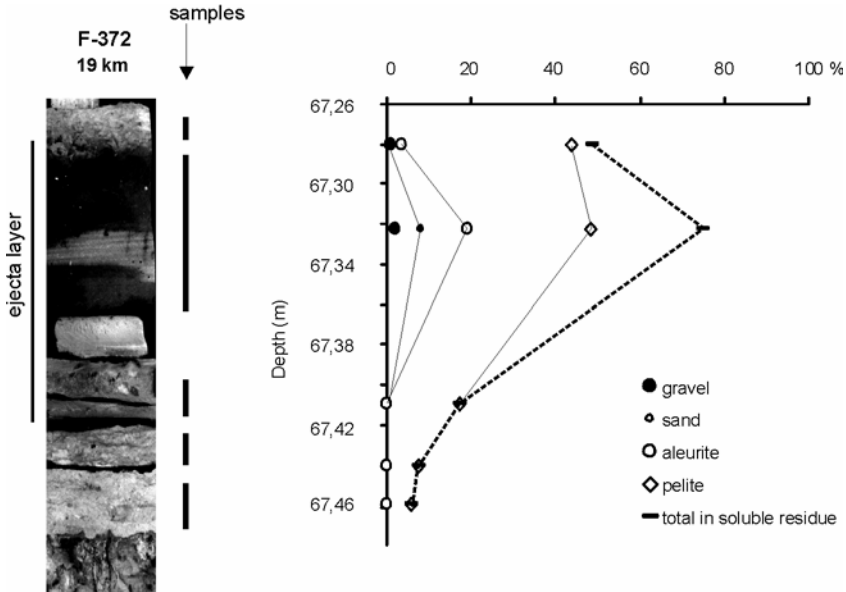 samples
F-372
19 km
ejecta layer
0 20 40 60 80 100 %
67,26
67,30
67,34
67,38
67,42
67,46
Depth (m)
gravel
sand
aleurite
pelite
total in soluble residue